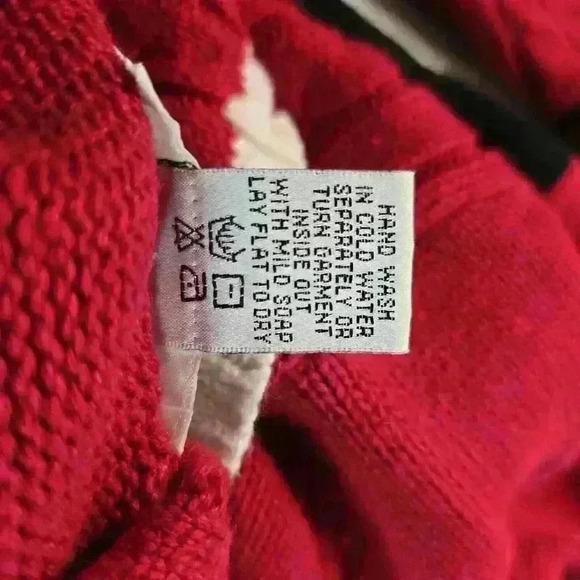 HAND WASH
IN COLD WATER
SEPARATELY OR
TURN GARMENT
INSIDE OUT
WITH MILD SOAP
LAY FLAT TO DRY